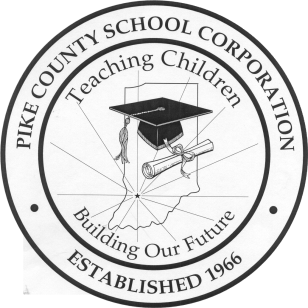 PIKE COUNTY SCHOOL CORPORATION
Teaching Children
Building Our Future
ESTABLISHED 1966